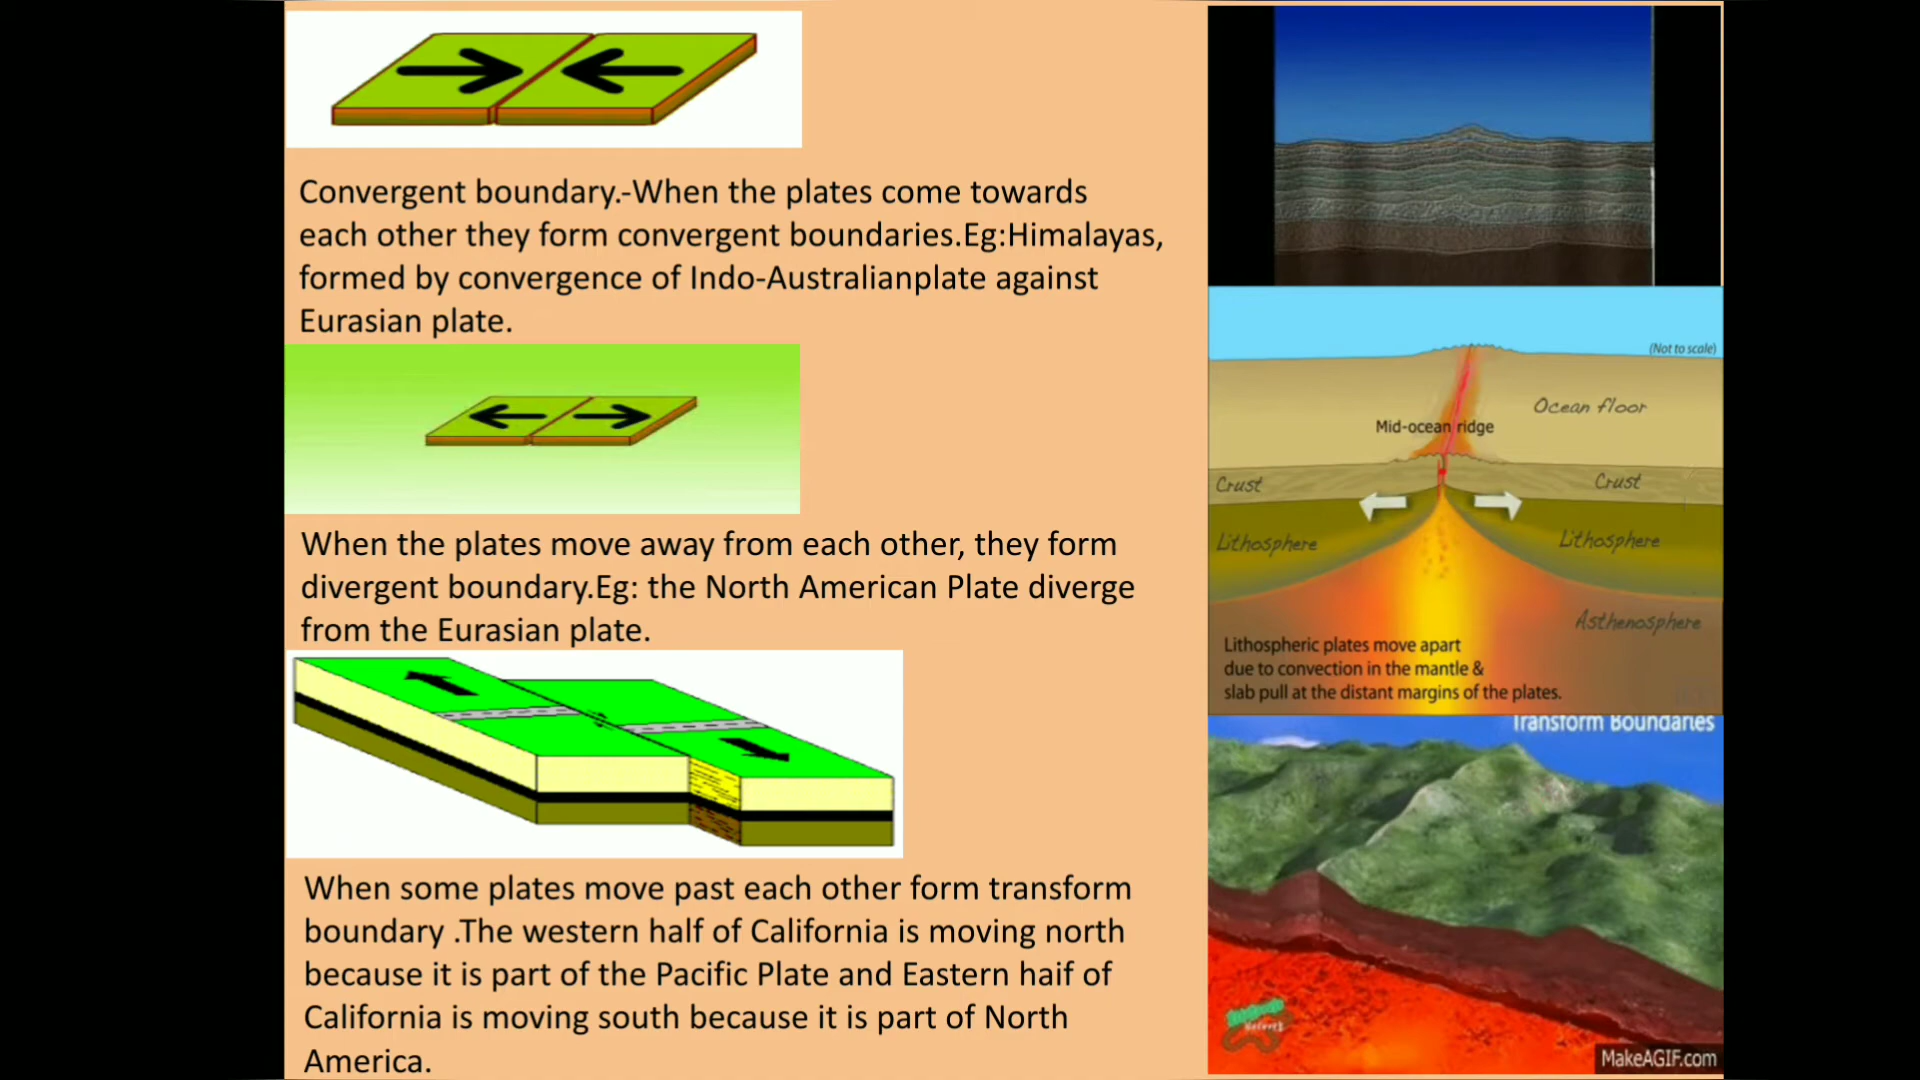 Convergent boundary.-When the plates come towards
each other they form convergent boundaries.Eg:Himalayas,
formed by convergence of Indo-Australianplate against
Eurasian plate.
When the plates move away from each other, they form
divergent boundary.Eg: the North American Plate diverge
from the Eurasian plate.
When some plates move past each other form transform
boundary .The western half of California is moving north
because it is part of the Pacific Plate and Eastern haif of
California is moving south because it is part of North
America.
(Not to scale)
Ocean floor
Mid-ocean ridge
Crust
Crust
Lithosphere
Lithosphere
Asthenosphere
Lithospheric plates move apart
due to convection in the mantle &
slab pull at the distant margins of the plates.
Transform Boundaries
MakeAGIF.com